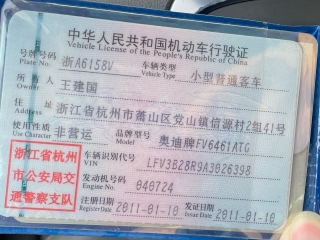 中华人民共和国机动车行驶证
Vehicle License of the People's Republic of China
号牌号码 Plate No. 浙A6158V 车辆类型 Vehicle Type 小型普通客车
所有人 Owner 王建国
住址 Address 浙江省杭州市萧山区党山镇信源村2组41号
使用性质 Use Character 非营运 品牌型号 Model 奥迪牌FV6461ATG
车辆识别代号 VIN LFV3B28R9A3026398
发动机号码 Engine No. 040724
注册日期 Register Date 2011-01-10 发证日期 Issue Date 2011-01-10
浙江省杭州
市公安局交
通警察支队